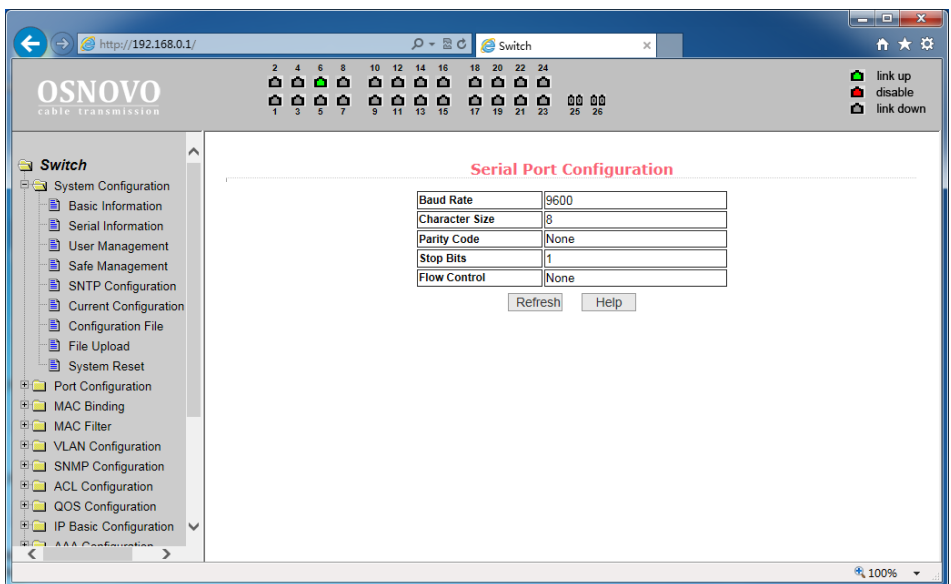 http://192.168.0.1/
Switch
OSNOVO
cable transmission
2 4 6 8 10 12 14 16 18 20 22 24
1 3 5 7 9 11 13 15 17 19 21 23 25 26
link up
disable
link down
Switch
System Configuration
Basic Information
Serial Information
User Management
Safe Management
SNTP Configuration
Current Configuration
Configuration File
File Upload
System Reset
Port Configuration
MAC Binding
MAC Filter
VLAN Configuration
SNMP Configuration
ACL Configuration
QOS Configuration
IP Basic Configuration
AAA Configuration
Serial Port Configuration
Baud Rate 9600
Character Size 8
Parity Code None
Stop Bits 1
Flow Control None
Refresh Help
100%